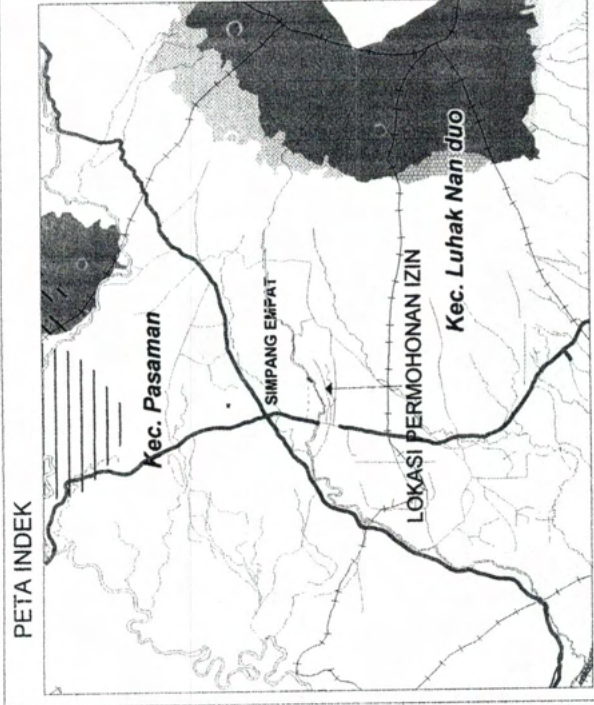 PETA INDEK
Kec. Pasaman
SIMPANG EMPAT
LOKASI PERMOHONAN IZIN
Kec. Luhak Nan duo